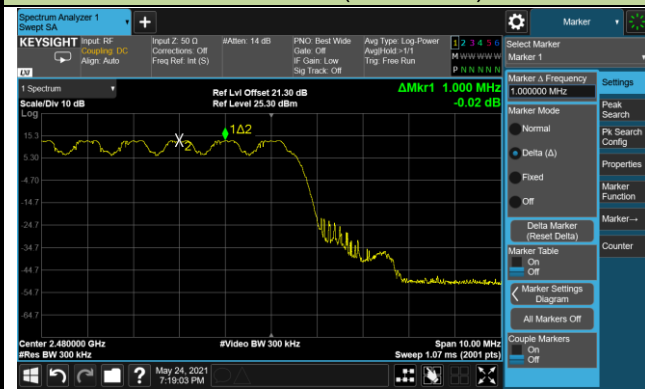 Spectrum Analyzer 1
Swept SA
+
Marker
KEYSIGHT
Input: RF
Coupling: DC
Align: Auto
Input Z: 50 Ω
Corrections: Off
Freq Ref: Int (S)
#Atten: 14 dB
PNO: Best Wide
Gate: Off
IF Gain: Low
Sig Track: Off
Avg Type: Log-Power
Avg|Hold:>1/1
Trig: Free Run
1 2 3 4 5 6
M W W W W W
P N N N N N
LXI
Select Marker
Marker 1
1 Spectrum
Scale/Div 10 dB
Log
Ref Lvl Offset 21.30 dB
Ref Level 25.30 dBm
ΔMkr1 1.000 MHz
-0.02 dB
15.3
5.30
-4.70
-14.7
-24.7
-34.7
-44.7
-54.7
-64.7
X2
1Δ2
Center 2.480000 GHz
#Res BW 300 kHz
#Video BW 300 kHz
Span 10.00 MHz
Sweep 1.07 ms (2001 pts)
Marker Δ Frequency
1.000000 MHz
Marker Mode
Normal
Delta (Δ)
Fixed
Off
Delta Marker
(Reset Delta)
Marker Table
On
Off
Marker Settings
Diagram
All Markers Off
Couple Markers
On
Off
Settings
Peak
Search
Pk Search
Config
Properties
Marker
Function
Marker→
Counter
?
May 24, 2021
7:19:03 PM